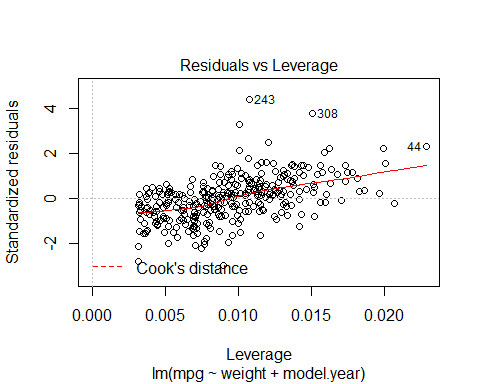 Residuals vs Leverage
Standardized residuals
4
2
0
-2
243
308
44
Cook's distance
0.000 0.005 0.010 0.015 0.020
Leverage
lm(mpg ~ weight + model.year)